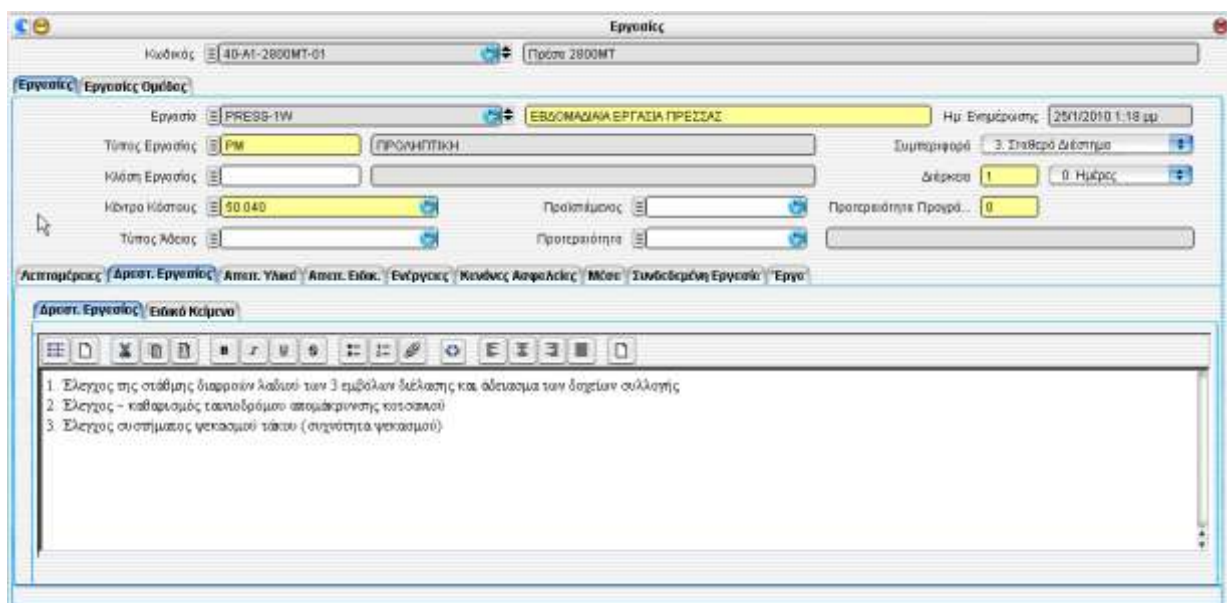 Εργασίες
Κωδικός 40-A1-2800MT-01 Πρέσα 2800MT
Εργασίες Εργασίες Ομάδας
Εργασία PRESS-1W ΕΒΔΟΜΑΔΙΑΙΑ ΕΡΓΑΣΙΑ ΠΡΕΣΣΑΣ Ημ. Ενημέρωσης 25/1/2010 1:18 μμ
Τύπος Εργασίας PM ΠΡΟΛΗΠΤΙΚΗ Συμπεριφορά 3. Σταθερό Διάστημα
Κλάση Εργασίας Διάρκεια 1 0. Ημέρες
Κέντρο Κόστους 50.040 Προϊστάμενος Προτεραιότητα Προγρά... 0
Τύπος Άδειας Προτεραιότητα
Λεπτομέρειες Δραστ. Εργασίας Απαιτ. Υλικά Απαιτ. Ειδικ. Ενέργειες Κανόνες Ασφαλείας Μέσα Συνδεδεμένη Εργασία Έργα
Δραστ. Εργασίας Ειδικό Κείμενο
1. Έλεγχος της στάθμης διαρροών λαδιού των 3 εμβόλων διέλασης και άδειασμα των δοχείων συλλογής
2. Έλεγχος - καθαρισμός ταινιοδρόμου απομάκρυνσης κοτσανιού
3. Έλεγχος συστήματος ψεκασμού τάκου (συχνότητα ψεκασμού)